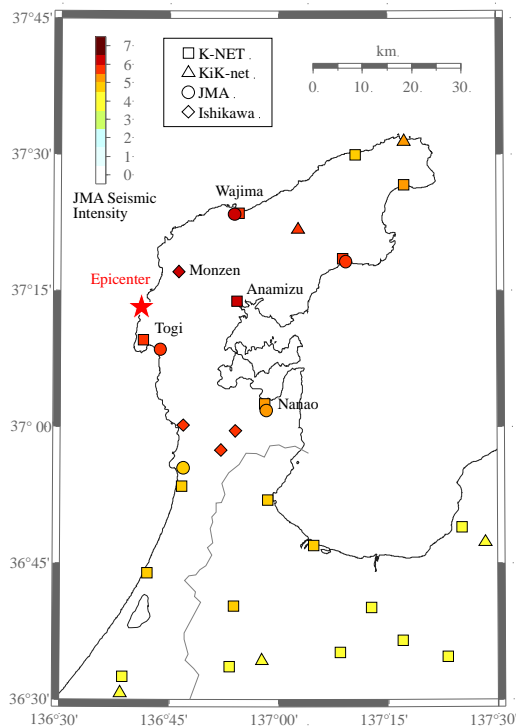 37°45'
7
6
5
4
3
2
1
0
JMA Seismic
Intensity
K-NET
KiK-net
JMA
Ishikawa
km
0. 10. 20. 30.
37°30'
Wajima
Monzen
Epicenter
37°15'
Anamizu
Togi
Nanao
37°00'
36°45'
36°30'
136°30' 136°45' 137°00' 137°15' 137°30'